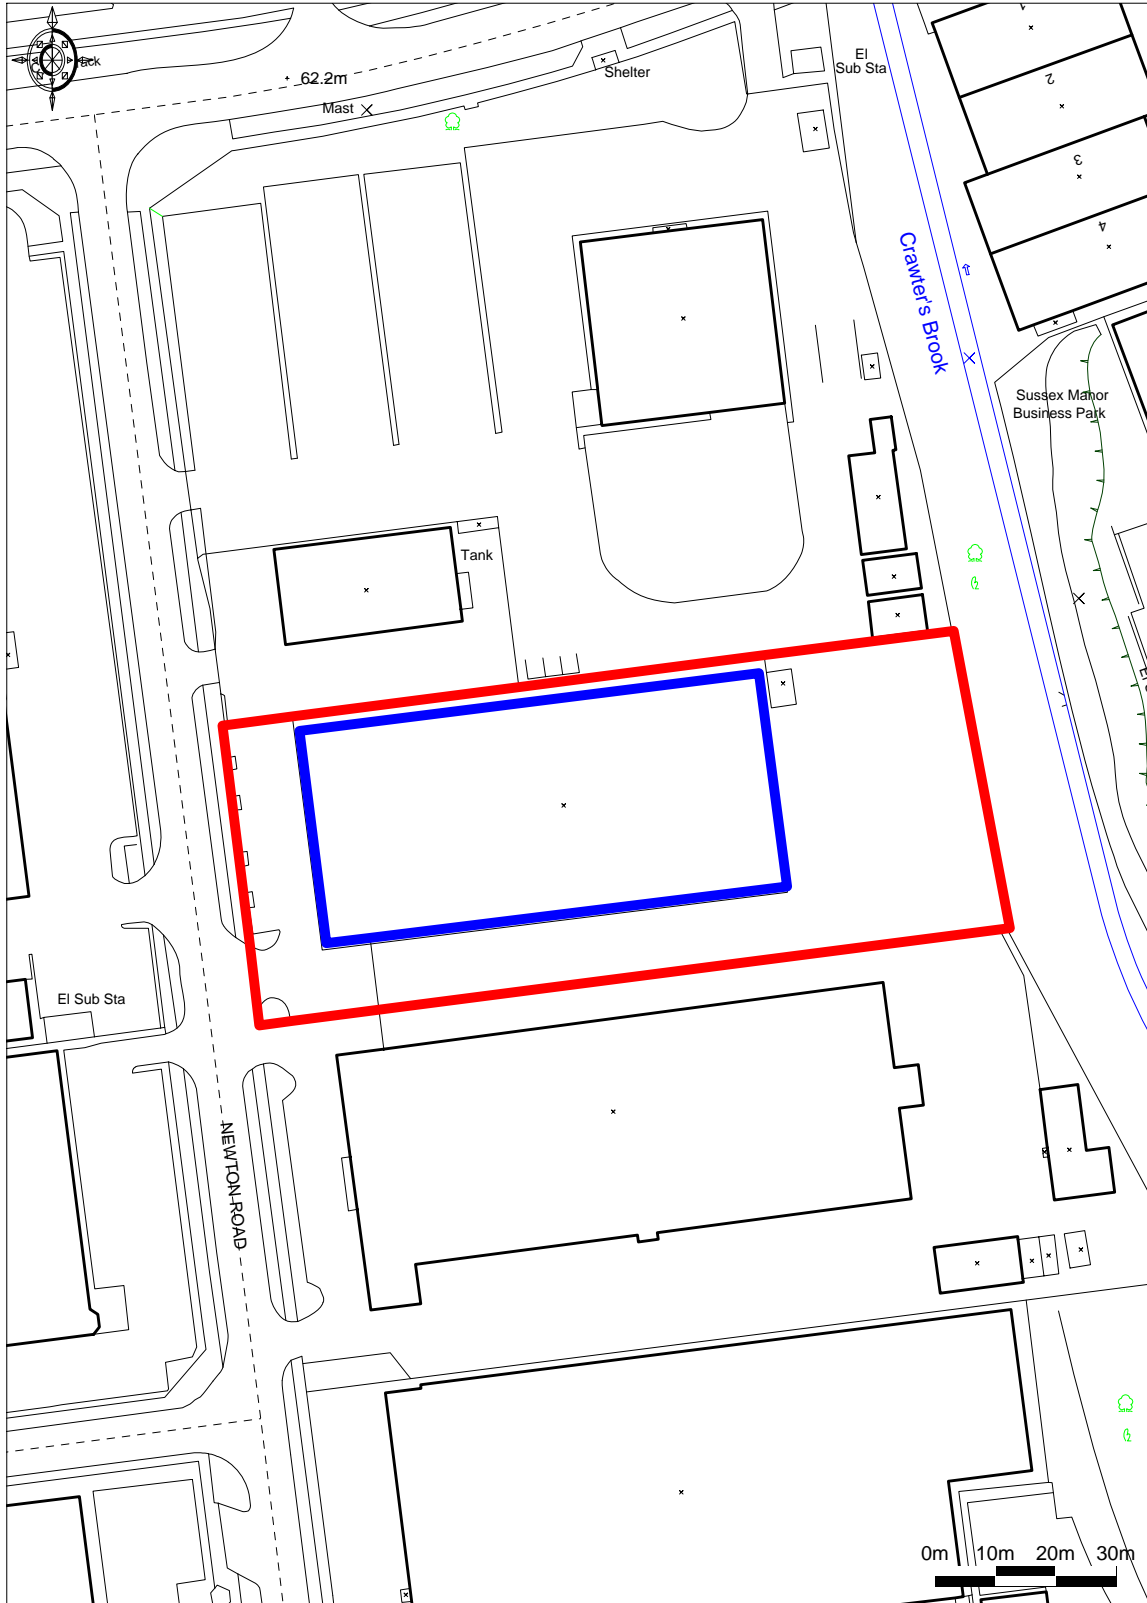 1
2
3
4
El
Sub Sta
Shelter
62.2m
Mast
Crawter's Brook
Sussex Manor
Business Park
Tank
El Sub Sta
NEWTON ROAD
0m 10m 20m 30m